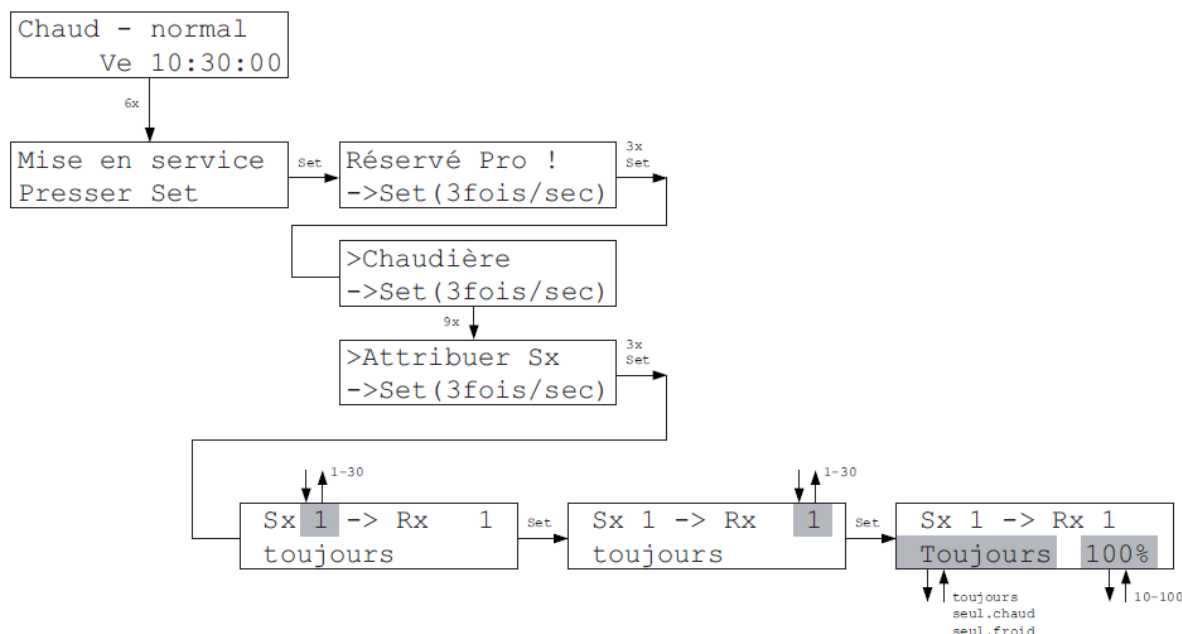 Chaud - normal
Ve 10:30:00
6x
Mise en service
Presser Set
Set
Réservé Pro !
->Set(3fois/sec)
3x
Set
>Chaudière
->Set(3fois/sec)
9x
>Attribuer Sx
->Set(3fois/sec)
3x
Set
1-30
Sx 1 -> Rx 1
toujours
Set
1-30
Sx 1 -> Rx 1
toujours
Set
Sx 1 -> Rx 1
Toujours 100%
toujours
seul.chaud
seul.froid
10-100